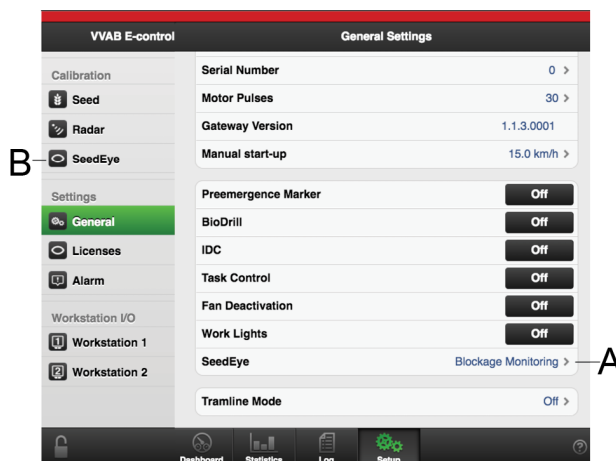 VVAB E-control
General Settings
Calibration
Seed
Radar
B
SeedEye
Settings
General
Licenses
Alarm
Workstation I/O
1 Workstation 1
2 Workstation 2
Serial Number 0 >
Motor Pulses 30 >
Gateway Version 1.1.3.0001
Manual start-up 15.0 km/h >
Preemergence Marker Off
BioDrill Off
IDC Off
Task Control Off
Fan Deactivation Off
Work Lights Off
SeedEye Blockage Monitoring >
A
Tramline Mode Off >
Dashboard Statistics Log Setup ?